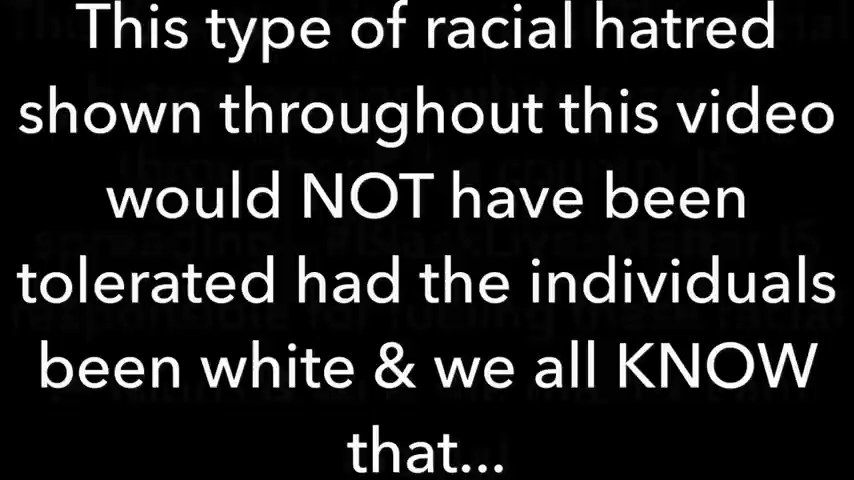 This type of racial hatred
shown throughout this video
would NOT have been
tolerated had the individuals
been white & we all KNOW
that...